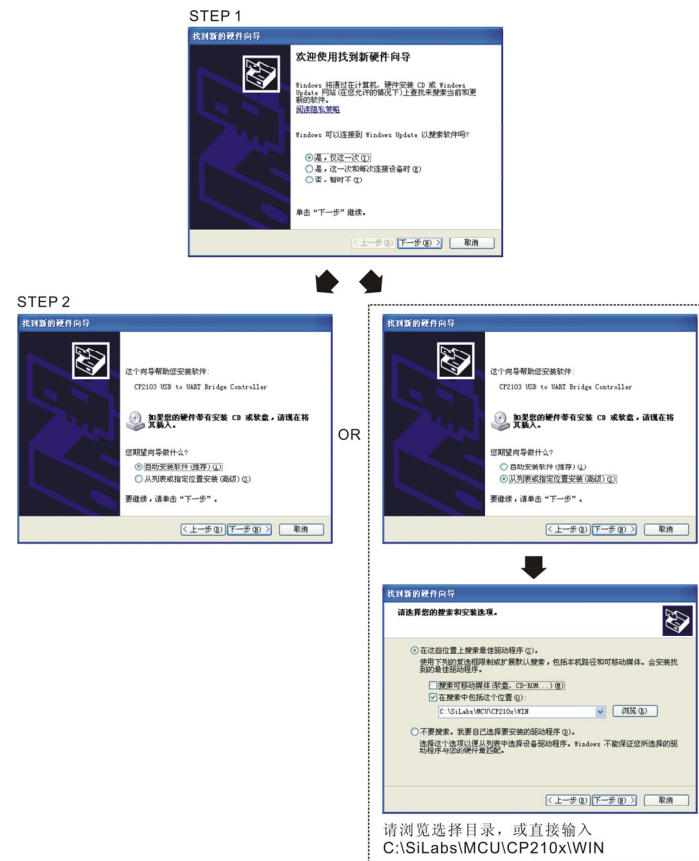 STEP 1
找到新的硬件向导
欢迎使用找到新硬件向导
Windows 将通过在计算机、硬件安装 CD 或 Windows
Update 网站(在您允许的情况下)上查找来搜索当前和更
新的软件。
阅读隐私策略
Windows 可以连接到 Windows Update 以搜索软件吗?
是,仅这一次(Y)
是,这一次和每次连接设备时(E)
否,暂时不(T)
单击“下一步”继续。
<上一步(B) 下一步(N)> 取消
STEP 2
找到新的硬件向导
这个向导帮助您安装软件:
CP2103 USB to UART Bridge Controller
如果您的硬件带有安装 CD 或软盘,请现在将
其插入。
您期望向导做什么?
自动安装软件(推荐)(I)
从列表或指定位置安装(高级)(S)
要继续,请单击“下一步”。
<上一步(B) 下一步(N)> 取消
OR
找到新的硬件向导
这个向导帮助您安装软件:
CP2103 USB to UART Bridge Controller
如果您的硬件带有安装 CD 或软盘,请现在将
其插入。
您期望向导做什么?
自动安装软件(推荐)(I)
从列表或指定位置安装(高级)(S)
要继续,请单击“下一步”。
<上一步(B) 下一步(N)> 取消
找到新的硬件向导
请选择您的搜索和安装选项。
在这些位置上搜索最佳驱动程序(S)。
使用下列的复选框限制或扩展默认搜索,包括本机路径和可移动媒体。会安装找
到的最佳驱动程序。
搜索可移动媒体(软盘、CD-ROM...)(M)
在搜索中包括这个位置(O):
C:\SiLabs\MCU\CP210x\WIN 浏览(R)
不要搜索。我要自己选择要安装的驱动程序(D)。
选择这个选项以便从列表中选择设备驱动程序。Windows 不能保证您所选择的驱
动程序与您的硬件最匹配。
<上一步(B) 下一步(N)> 取消
请浏览选择目录，或直接输入
C:\SiLabs\MCU\CP210x\WIN